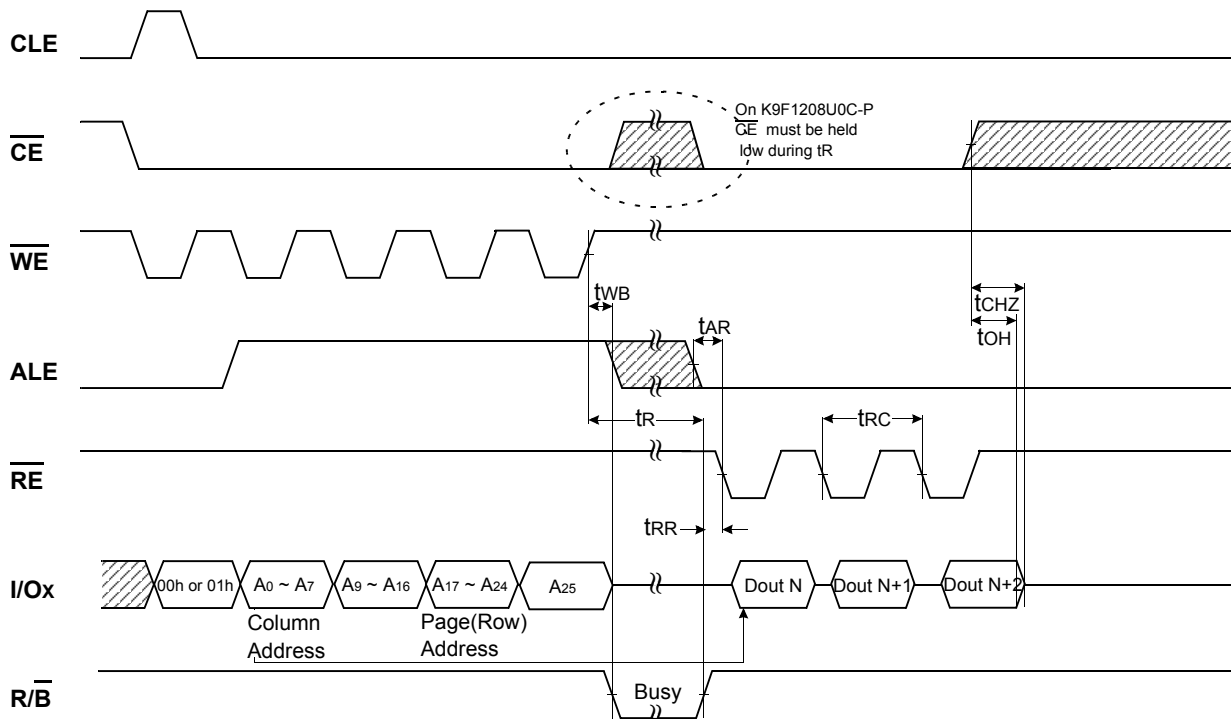 CLE
On K9F1208U0C-P
CE must be held
low during tR
CE
WE
tWB
tCHZ
tAR
tOH
ALE
tR
tRC
RE
tRR
I/Ox
00h or 01h
A0 ~ A7
A9 ~ A16
A17 ~ A24
A25
Dout N
Dout N+1
Dout N+2
Column
Address
Page(Row)
Address
R/B
Busy